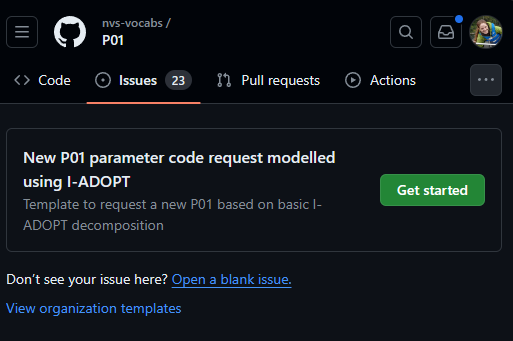 nvs-vocabs /
P01
Code
Issues 23
Pull requests
Actions
New P01 parameter code request modelled
using I-ADOPT
Template to request a new P01 based on basic I-
ADOPT decomposition
Get started
Don’t see your issue here? Open a blank issue.
View organization templates